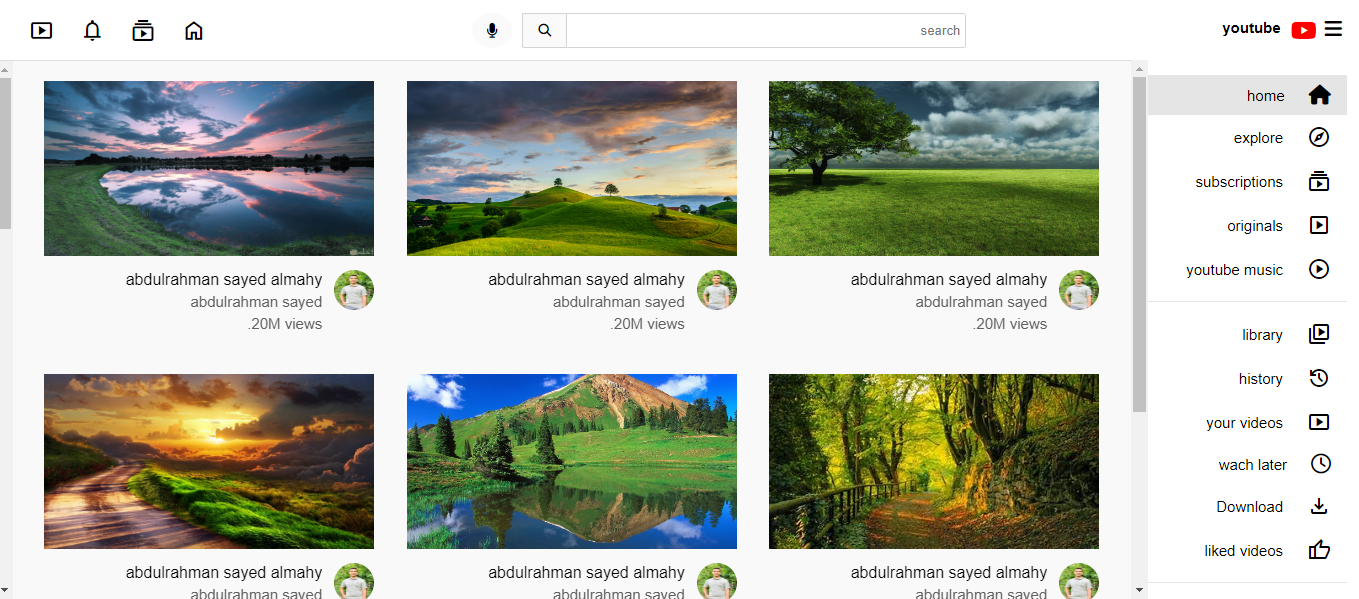 search
youtube
abdulrahman sayed almahy
abdulrahman sayed
.20M views
abdulrahman sayed almahy
abdulrahman sayed
.20M views
abdulrahman sayed almahy
abdulrahman sayed
.20M views
abdulrahman sayed almahy
abdulrahman sayed
abdulrahman sayed almahy
abdulrahman sayed
abdulrahman sayed almahy
abdulrahman sayed
home
explore
subscriptions
originals
youtube music
library
history
your videos
wach later
Download
liked videos